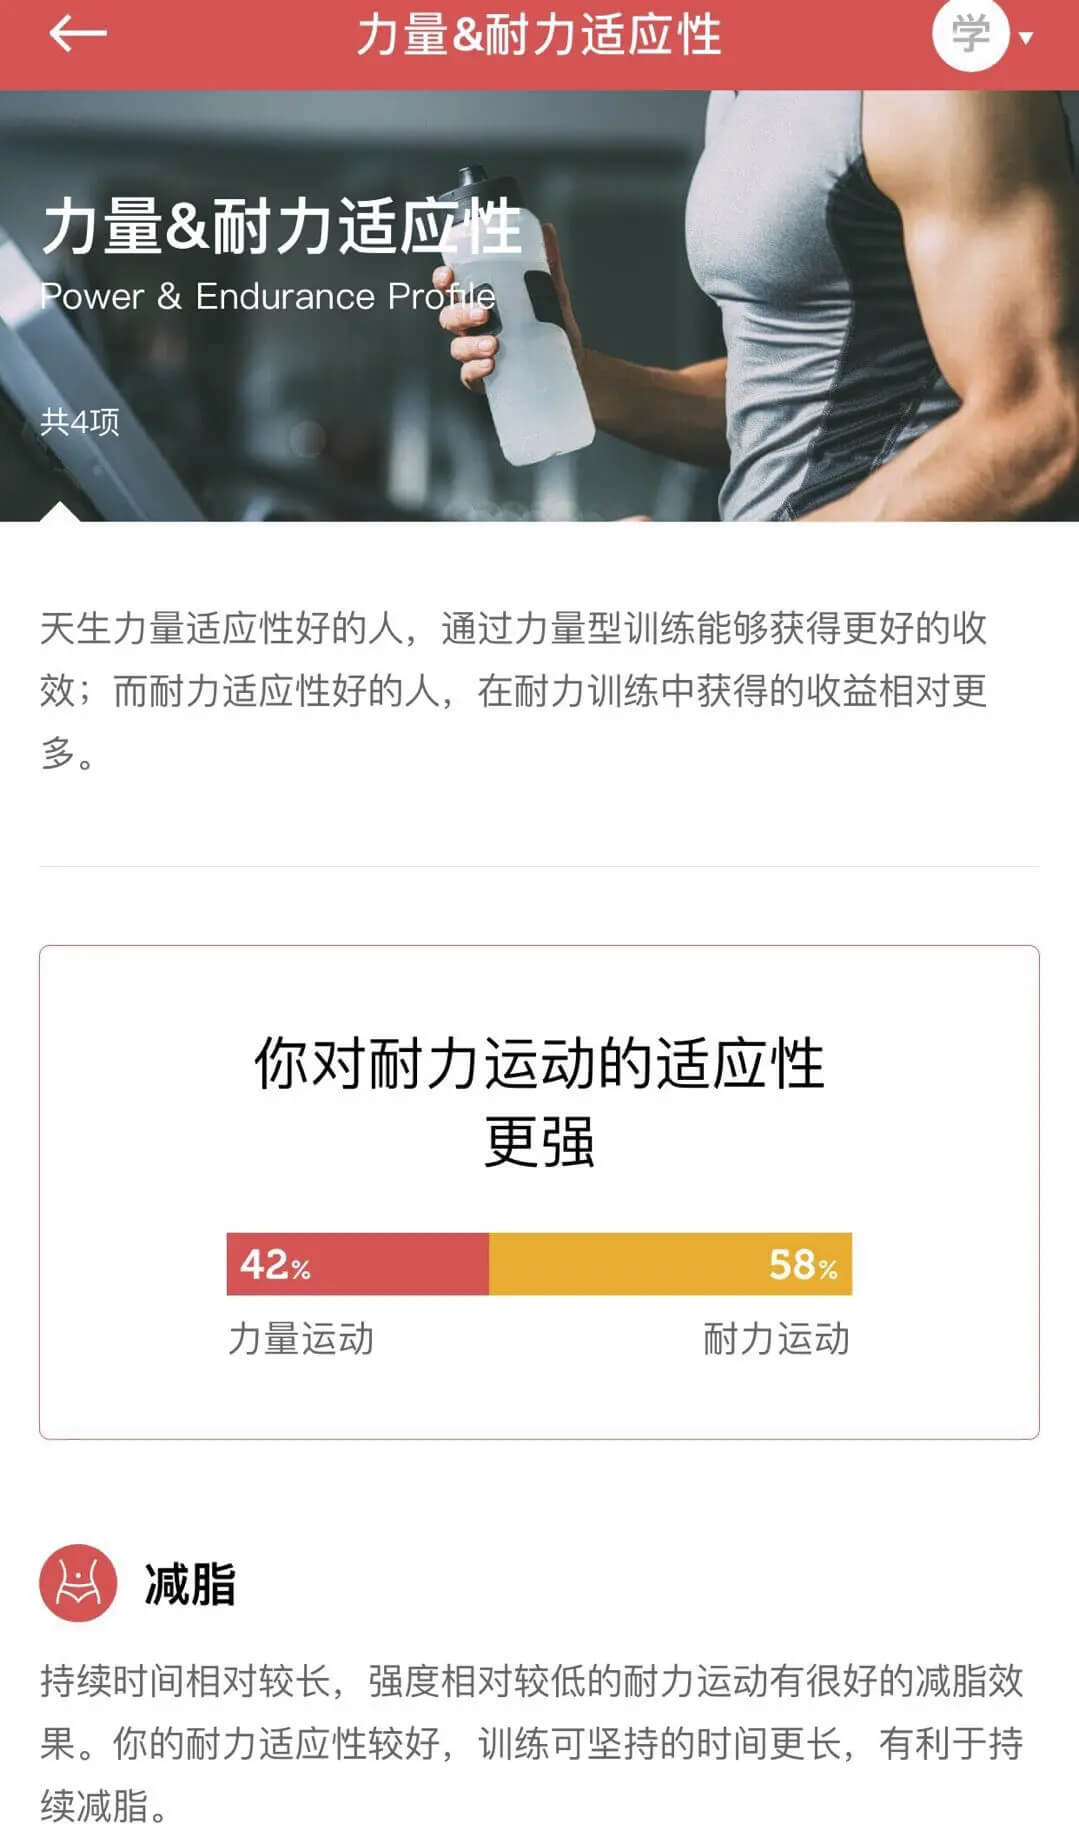 力量&耐力适应性
学
力量&耐力适应性
Power & Endurance Profile
共4项
天生力量适应性好的人，通过力量型训练能够获得更好的收
效；而耐力适应性好的人，在耐力训练中获得的收益相对更
多。
你对耐力运动的适应性
更强
42% 58%
力量运动 耐力运动
减脂
持续时间相对较长，强度相对较低的耐力运动有很好的减脂效
果。你的耐力适应性较好，训练可坚持的时间更长，有利于持
续减脂。